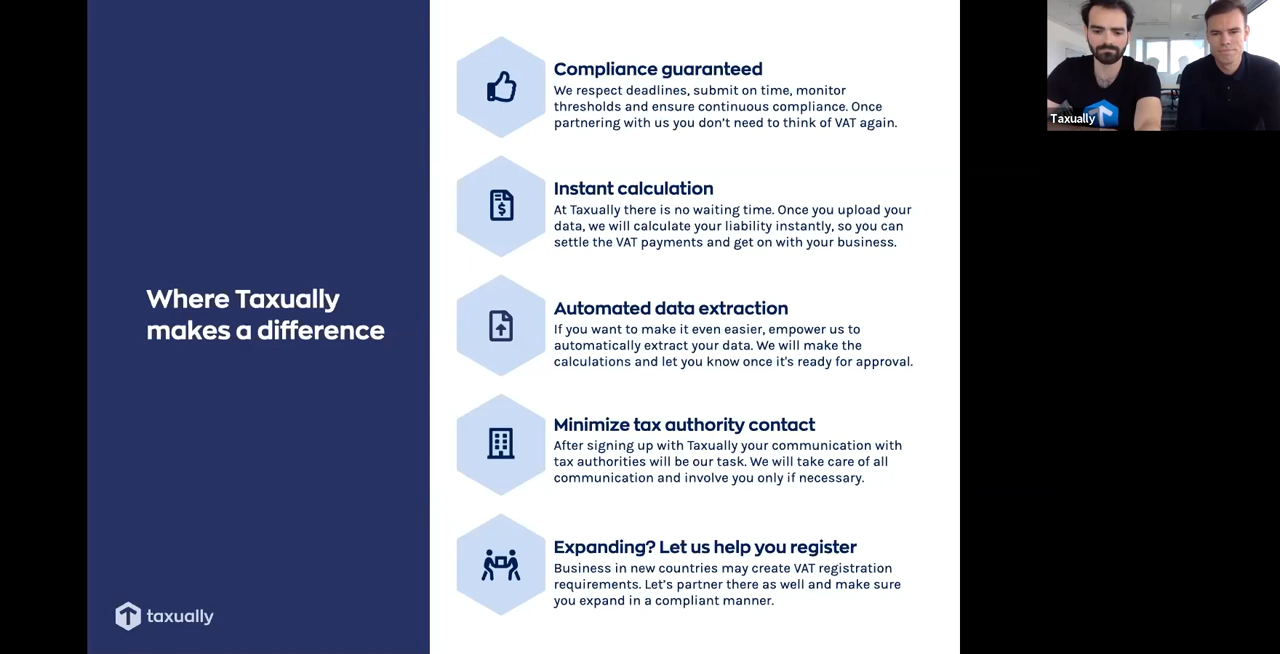 Where Taxually
makes a difference
taxually
Compliance guaranteed
We respect deadlines, submit on time, monitor
thresholds and ensure continuous compliance. Once
partnering with us you don't need to think of VAT again.
Instant calculation
At Taxually there is no waiting time. Once you upload your
data, we will calculate your liability instantly, so you can
settle the VAT payments and get on with your business.
Automated data extraction
If you want to make it even easier, empower us to
automatically extract your data. We will make the
calculations and let you know once it's ready for approval.
Minimize tax authority contact
After signing up with Taxually your communication with
tax authorities will be our task. We will take care of all
communication and involve you only if necessary.
Expanding? Let us help you register
Business in new countries may create VAT registration
requirements. Let's partner there as well and make sure
you expand in a compliant manner.
Taxually